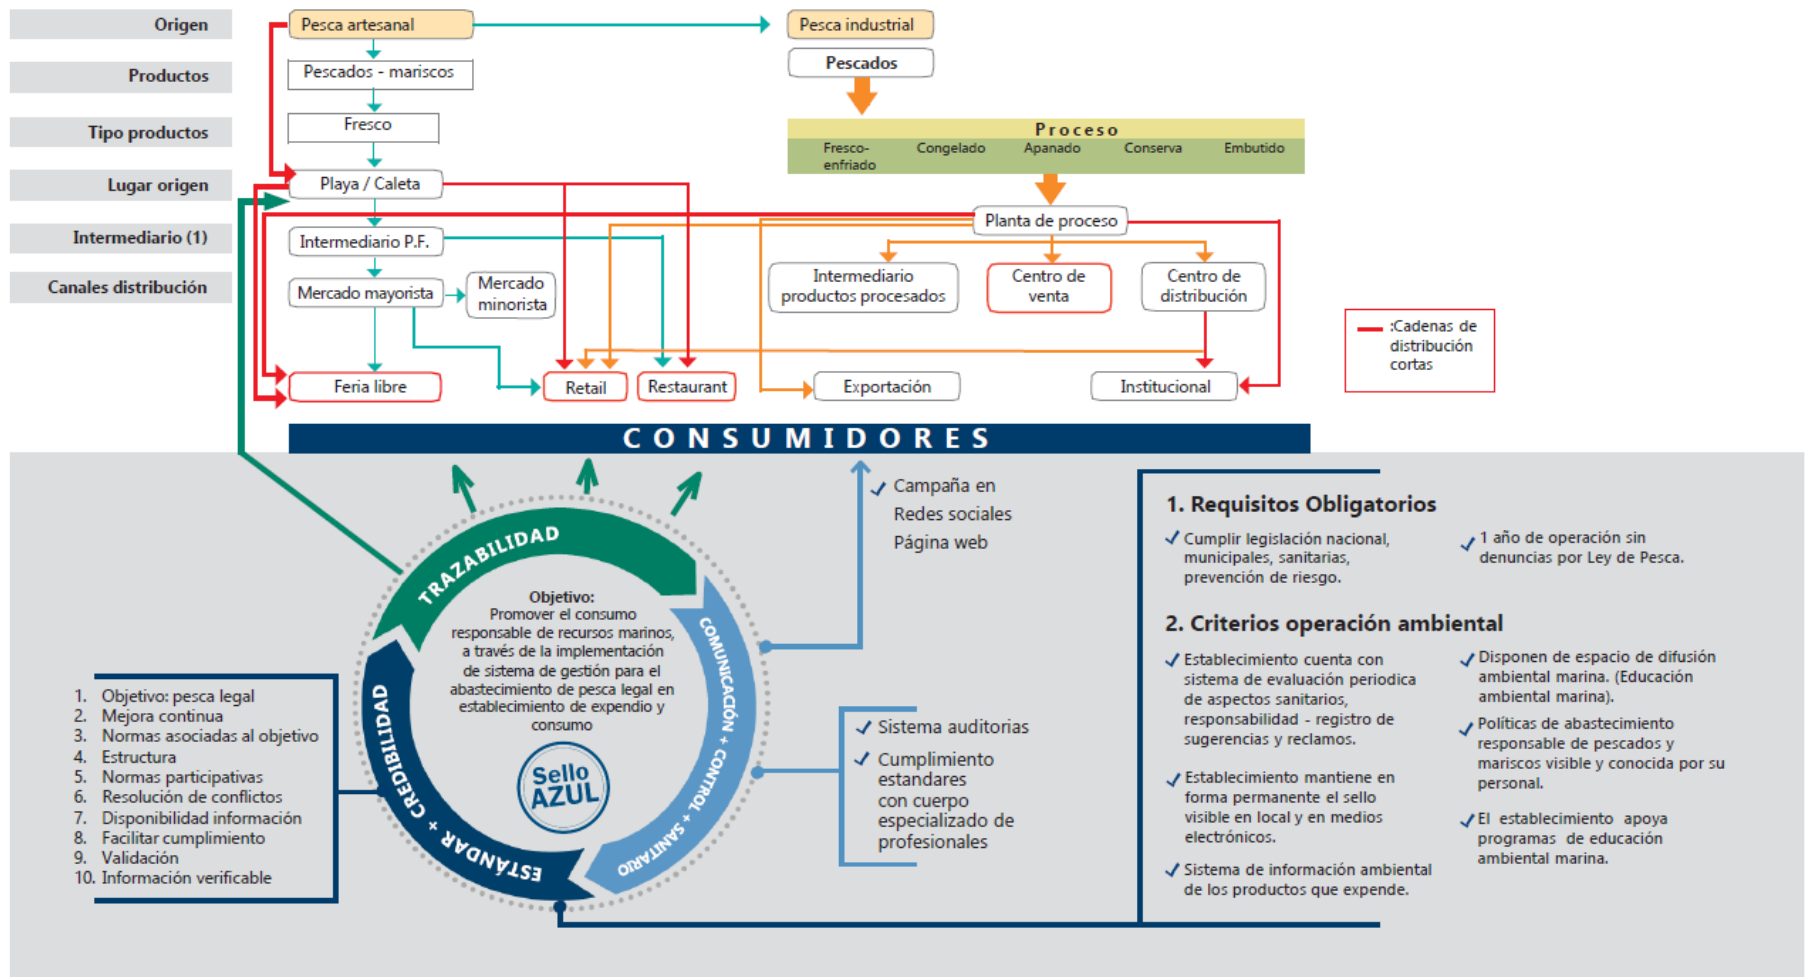 Origen
Productos
Tipo productos
Lugar origen
Intermediario (1)
Canales distribución
Pesca artesanal
Pescados - mariscos
Fresco
Playa / Caleta
Intermediario P.F.
Mercado mayorista
Mercado
minorista
Feria libre
Retail
Restaurant
Pesca industrial
Pescados
Proceso
Fresco-
enfriado
Congelado
Apanado
Conserva
Embutido
Planta de proceso
Intermediario
productos procesados
Centro de
venta
Centro de
distribución
Exportación
Institucional
:Cadenas de
distribución
cortas
CONSUMIDORES
TRAZABILIDAD
COMUNICACIÓN + CONTROL + SANITARIO
ESTÁNDAR + CREDIBILIDAD
Objetivo:
Promover el consumo
responsable de recursos marinos,
a través de la implementación
de sistema de gestión para el
abastecimiento de pesca legal en
establecimiento de expendio y
consumo
Sello
AZUL
1. Objetivo: pesca legal
2. Mejora continua
3. Normas asociadas al objetivo
4. Estructura
5. Normas participativas
6. Resolución de conflictos
7. Disponibilidad información
8. Facilitar cumplimiento
9. Validación
10. Información verificable
Campaña en
Redes sociales
Página web
Sistema auditorias
Cumplimiento
estandares
con cuerpo
especializado de
profesionales
1. Requisitos Obligatorios
Cumplir legislación nacional,
municipales, sanitarias,
prevención de riesgo.
1 año de operación sin
denuncias por Ley de Pesca.
2. Criterios operación ambiental
Establecimiento cuenta con
sistema de evaluación periodica
de aspectos sanitarios,
responsabilidad - registro de
sugerencias y reclamos.
Establecimiento mantiene en
forma permanente el sello
visible en local y en medios
electrónicos.
Sistema de información ambiental
de los productos que expende.
Disponen de espacio de difusión
ambiental marina. (Educación
ambiental marina).
Políticas de abastecimiento
responsable de pescados y
mariscos visible y conocida por su
personal.
El establecimiento apoya
programas de educación
ambiental marina.